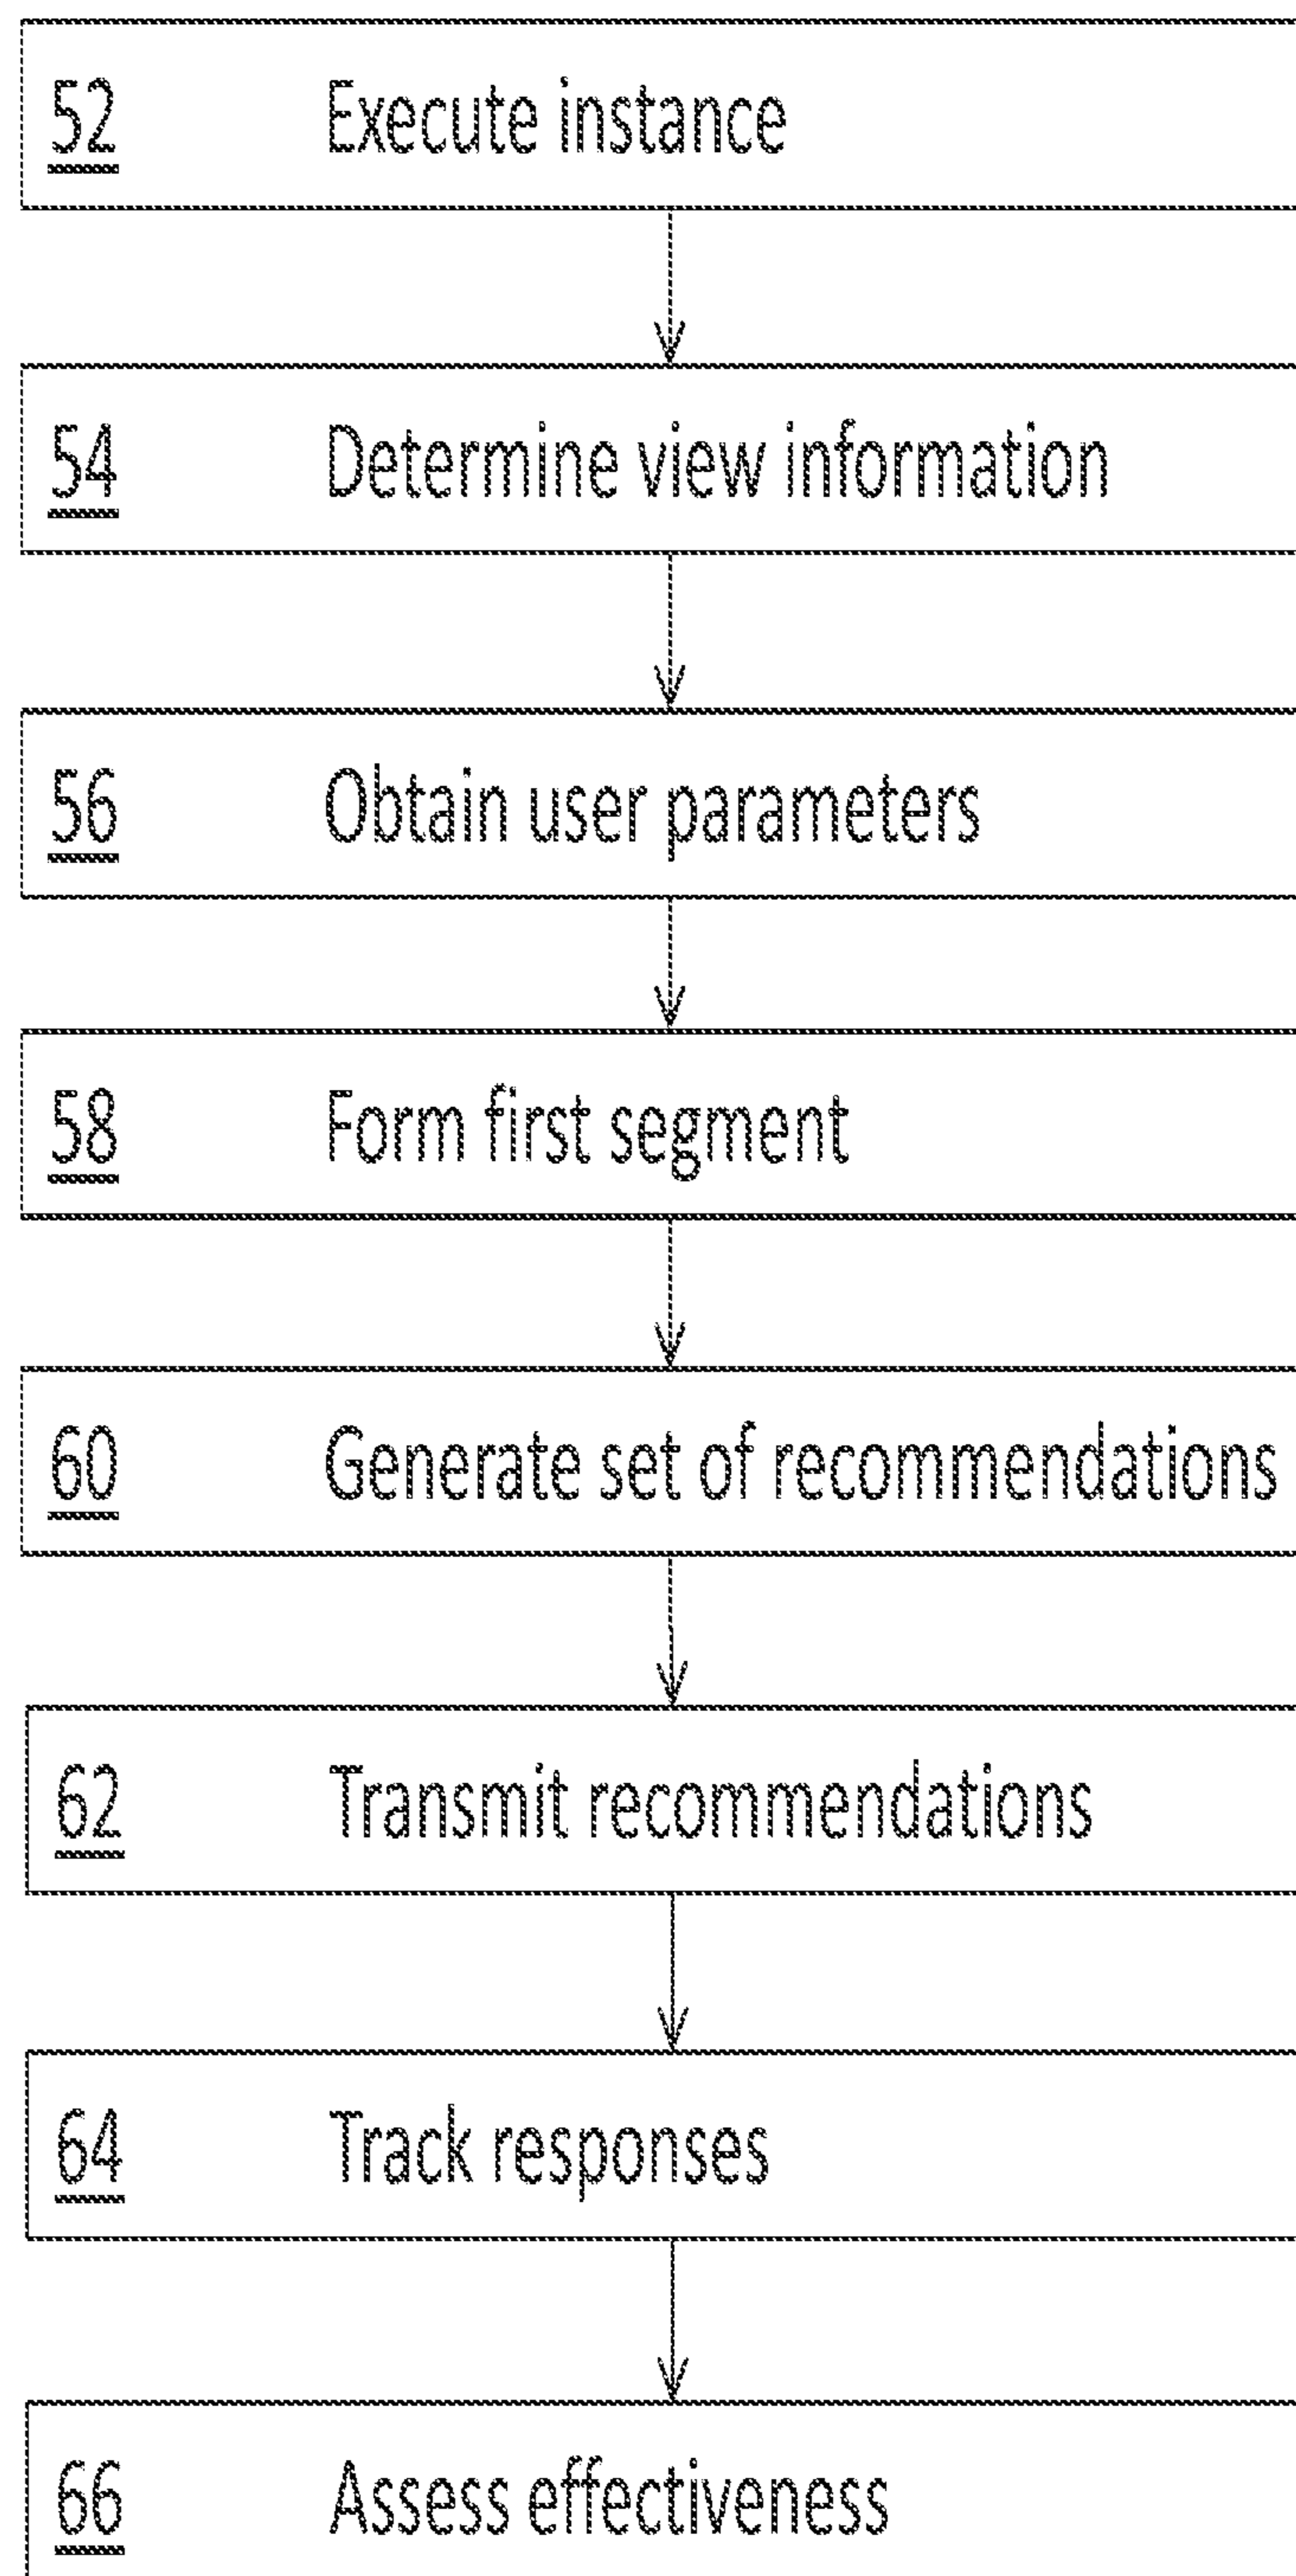 52 Execute instance
54 Determine view information
56 Obtain user parameters
58 Form first segment
60 Generate set of recommendations
62 Transmit recommendations
64 Track responses
66 Assess effectiveness